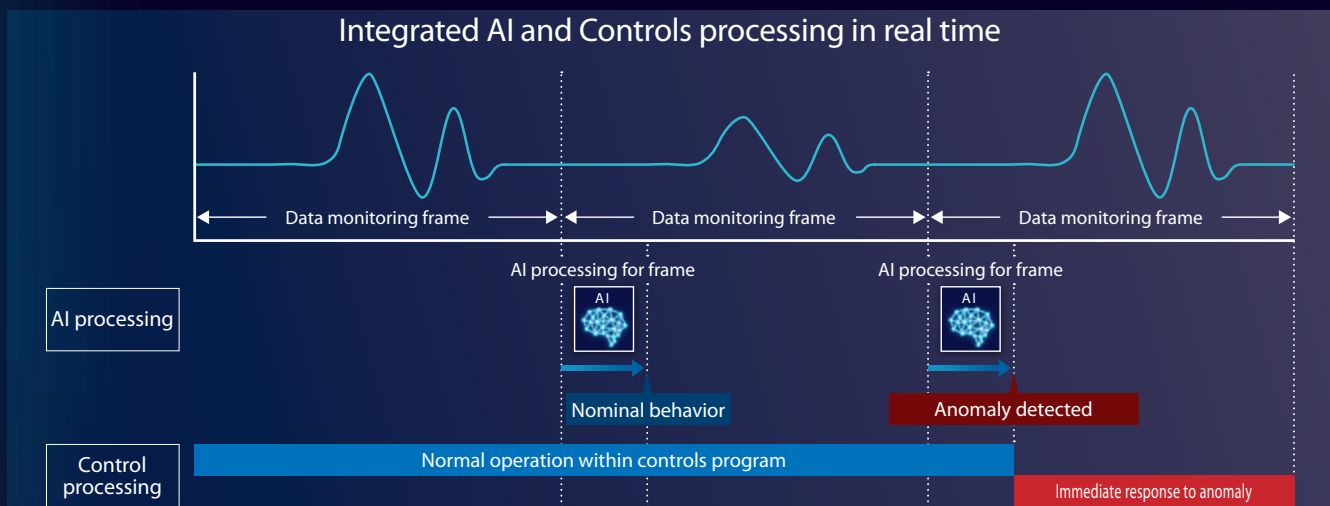 Integrated AI and Controls processing in real time
Data monitoring frame
Data monitoring frame
Data monitoring frame
AI processing for frame
AI processing for frame
AI
AI
AI processing
Nominal behavior
Anomaly detected
Control
processing
Normal operation within controls program
Immediate response to anomaly